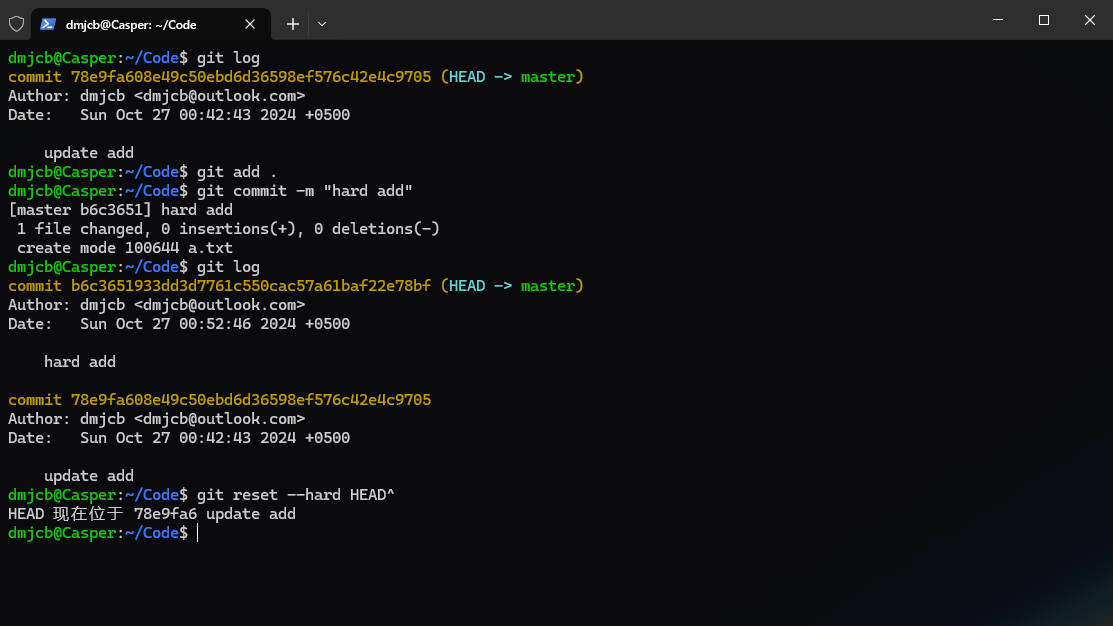 dmjcb@Casper: ~/Code
dmjcb@Casper:~/Code$ git log
commit 78e9fa608e49c50ebd6d36598ef576c42e4c9705 (HEAD -> master)
Author: dmjcb <dmjcb@outlook.com>
Date:   Sun Oct 27 00:42:43 2024 +0500
    update add
dmjcb@Casper:~/Code$ git add .
dmjcb@Casper:~/Code$ git commit -m "hard add"
[master b6c3651] hard add
 1 file changed, 0 insertions(+), 0 deletions(-)
 create mode 100644 a.txt
dmjcb@Casper:~/Code$ git log
commit b6c3651933dd3d7761c550cac57a61baf22e78bf (HEAD -> master)
Author: dmjcb <dmjcb@outlook.com>
Date:   Sun Oct 27 00:52:46 2024 +0500
    hard add
commit 78e9fa608e49c50ebd6d36598ef576c42e4c9705
Author: dmjcb <dmjcb@outlook.com>
Date:   Sun Oct 27 00:42:43 2024 +0500
    update add
dmjcb@Casper:~/Code$ git reset --hard HEAD^
HEAD 现在位于 78e9fa6 update add
dmjcb@Casper:~/Code$